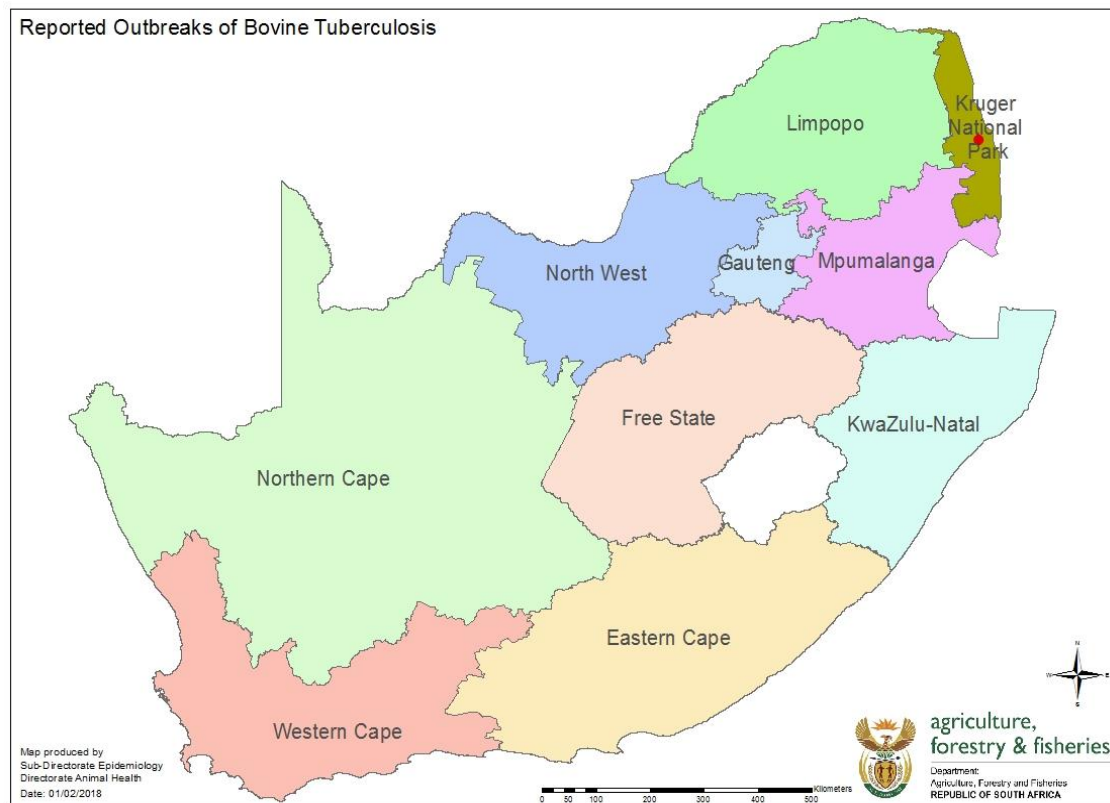 Reported Outbreaks of Bovine Tuberculosis
Limpopo
Kruger
National
Park
North West
Gauteng
Mpumalanga
Free State
KwaZulu-Natal
Northern Cape
Eastern Cape
Western Cape
N
W
E
S
Map produced by
Sub-Directorate Epidemiology
Directorate Animal Health
Date: 01/02/2018
Kilometers
0 50 100 200 300 400 500
agriculture,
forestry & fisheries
Department:
Agriculture, Forestry and Fisheries
REPUBLIC OF SOUTH AFRICA